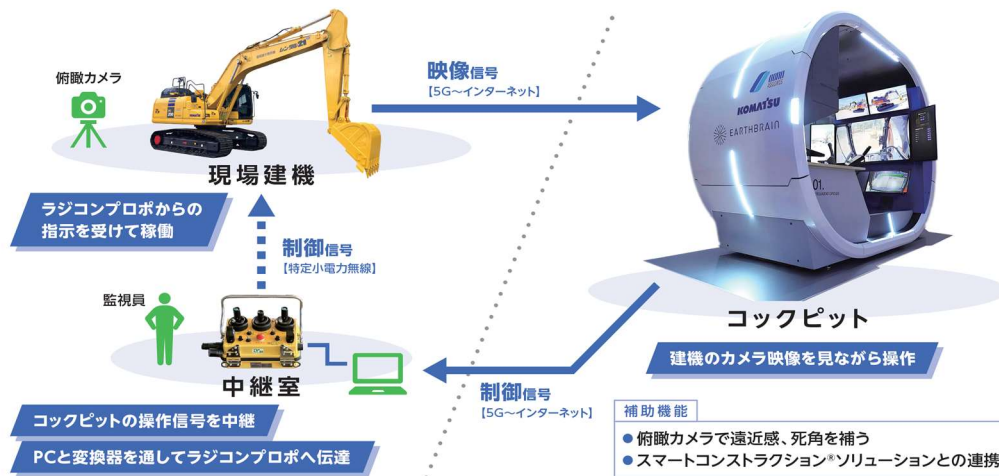 俯瞰カメラ
現場建機
ラジコンプロポからの
指示を受けて稼働
映像信号
【5G〜インターネット】
KOMATSU
EARTHBRAIN
01.
コックピット
建機のカメラ映像を見ながら操作
制御信号
【特定小電力無線】
監視員
中継室
コックピットの操作信号を中継
PCと変換器を通してラジコンプロポへ伝達
制御信号
【5G〜インターネット】
補助機能
●俯瞰カメラで遠近感、死角を補う
●スマートコンストラクション®ソリューションとの連携